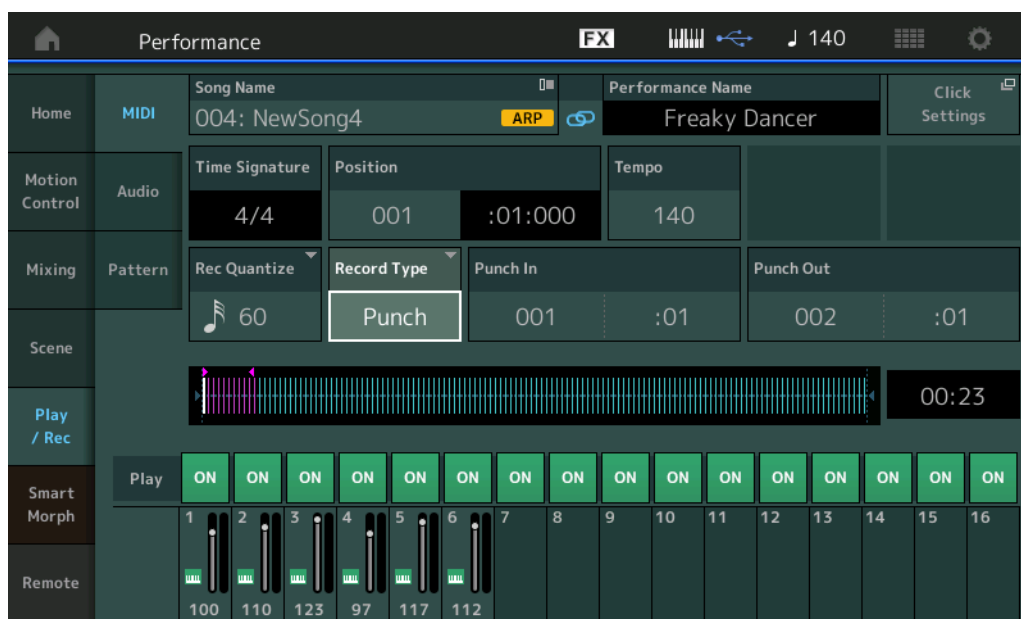 Performance FX 140
Home MIDI Song Name Performance Name Click Settings
004: NewSong4 ARP Freaky Dancer
Motion Control Audio Time Signature Position Tempo
4/4 001 :01:000 140
Mixing Pattern Rec Quantize Record Type Punch In Punch Out
60 Punch 001 :01 002 :01
Scene
Play / Rec 00:23
Play ON ON ON ON ON ON ON ON ON ON ON ON ON ON ON ON
Smart Morph 1 2 3 4 5 6 7 8 9 10 11 12 13 14 15 16
Remote
100 110 123 97 117 112